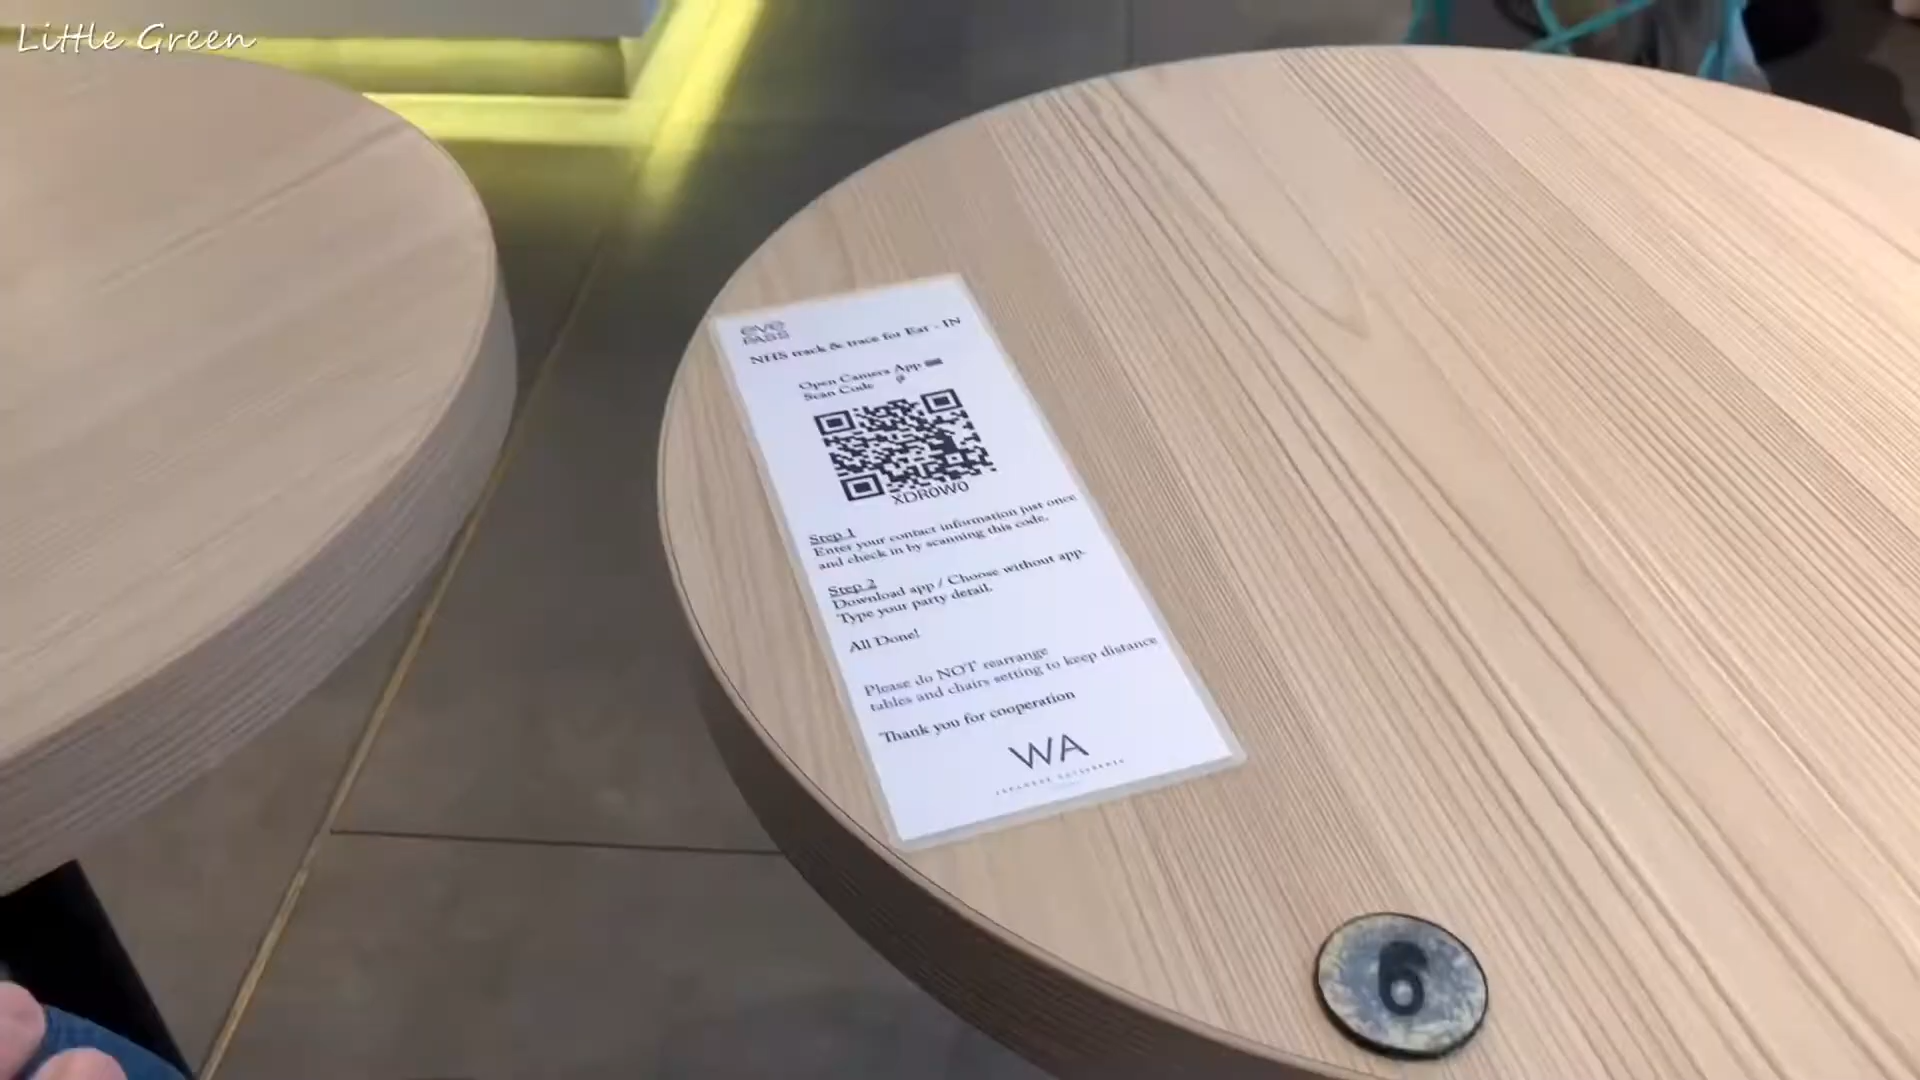 Little Green
eve
PASS
NHS track & trace for Eat - IN
Open Camera App
Scan Code
XDR0W0
Step 1
Enter your contact information just once
and check in by scanning this code.
Step 2
Download app / Choose without app.
Type your party detail.
All Done!
Please do NOT rearrange
tables and chairs setting to keep distance
Thank you for cooperation
WA
JAPANESE PATISSERIE
6